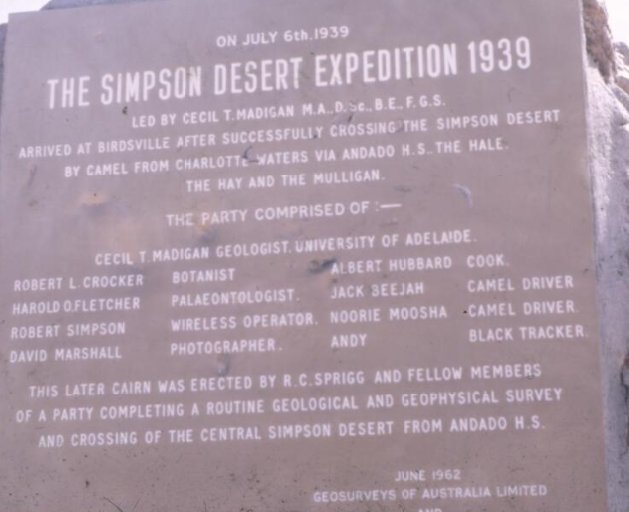 ON JULY 6th. 1939
THE SIMPSON DESERT EXPEDITION 1939
LED BY CECIL T. MADIGAN M.A., D.Sc., B.E., F.G.S.
ARRIVED AT BIRDSVILLE AFTER SUCCESSFULLY CROSSING THE SIMPSON DESERT
BY CAMEL FROM CHARLOTTE WATERS VIA ANDADO H.S., THE HALE.
THE HAY AND THE MULLIGAN.
THE PARTY COMPRISED OF :—
CECIL T. MADIGAN GEOLOGIST. UNIVERSITY OF ADELAIDE.
ROBERT L. CROCKER BOTANIST ALBERT HUBBARD COOK.
HAROLD O. FLETCHER PALAEONTOLOGIST. JACK BEEJAH CAMEL DRIVER
ROBERT SIMPSON WIRELESS OPERATOR. NOORIE MOOSHA CAMEL DRIVER.
DAVID MARSHALL PHOTOGRAPHER. ANDY BLACK TRACKER.
THIS LATER CAIRN WAS ERECTED BY R.C. SPRIGG AND FELLOW MEMBERS
OF A PARTY COMPLETING A ROUTINE GEOLOGICAL AND GEOPHYSICAL SURVEY
AND CROSSING OF THE CENTRAL SIMPSON DESERT FROM ANDADO H.S.
JUNE 1962
GEOSURVEYS OF AUSTRALIA LIMITED
AND